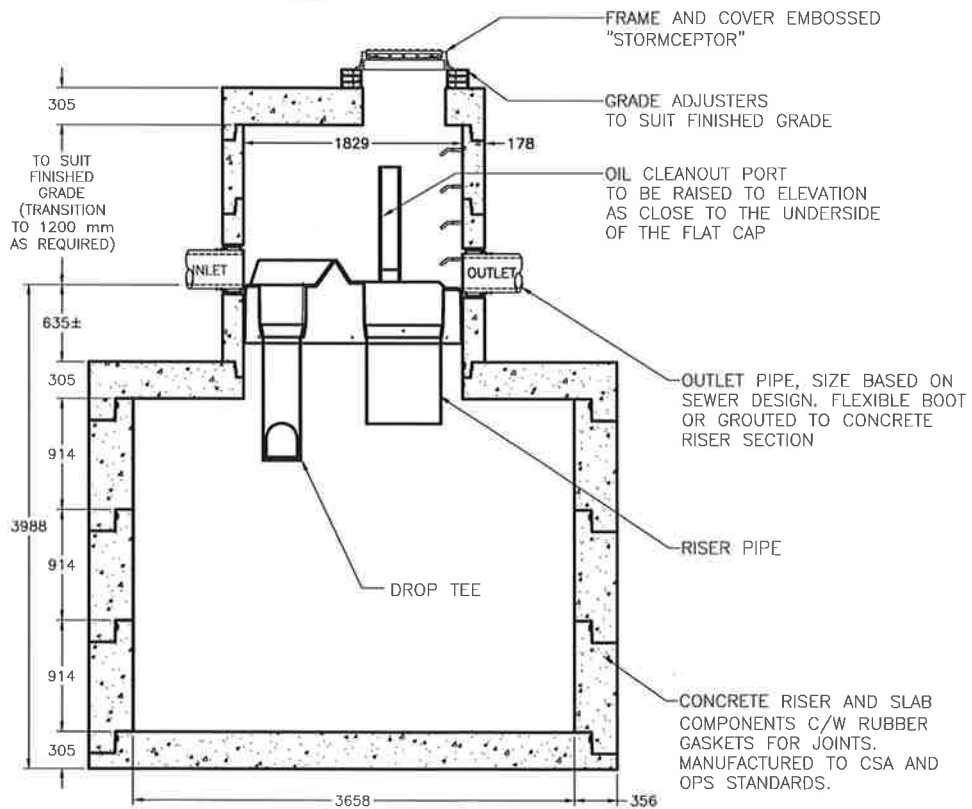 FRAME AND COVER EMBOSSED
"STORMCEPTOR"
305
GRADE ADJUSTERS
TO SUIT FINISHED GRADE
1829
178
TO SUIT
FINISHED
GRADE
(TRANSITION
TO 1200 mm
AS REQUIRED)
OIL CLEANOUT PORT
TO BE RAISED TO ELEVATION
AS CLOSE TO THE UNDERSIDE
OF THE FLAT CAP
INLET
OUTLET
635±
305
OUTLET PIPE, SIZE BASED ON
SEWER DESIGN. FLEXIBLE BOOT
OR GROUTED TO CONCRETE
RISER SECTION
914
3988
914
RISER PIPE
DROP TEE
914
CONCRETE RISER AND SLAB
COMPONENTS C/W RUBBER
GASKETS FOR JOINTS.
MANUFACTURED TO CSA AND
OPS STANDARDS.
305
3658
356